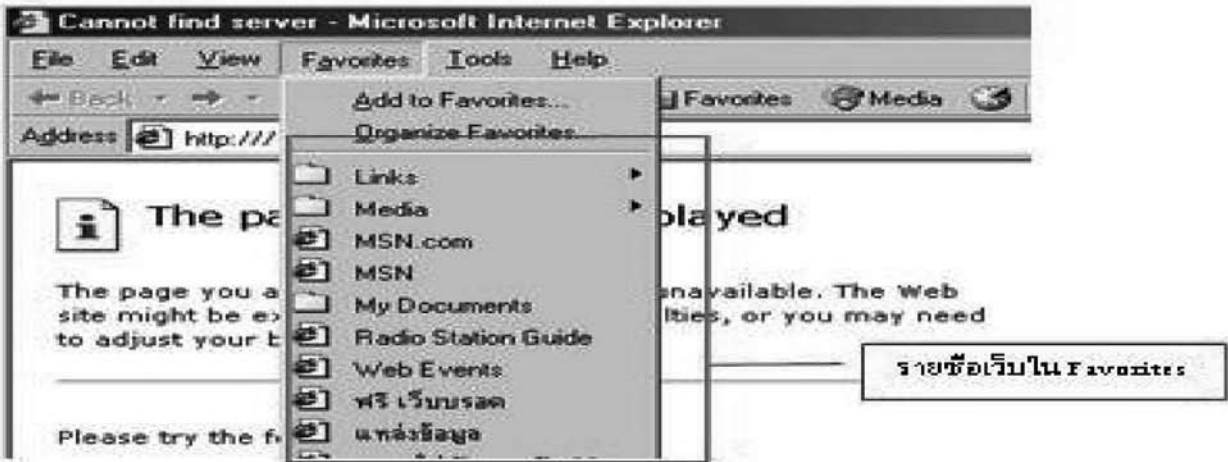 Cannot find server - Microsoft Internet Explorer
File Edit View Favorites Tools Help
Back Favorites Media
Address http:///
Add to Favorites...
Organize Favorites...
Links
Media
MSN.com
MSN
My Documents
Radio Station Guide
Web Events
ฟรี เว็บบรอด
แหล่งข้อมูล
The pa
played
The page you a
navailable. The Web
site might be ex
lties, or you may need
to adjust your b
Please try the f
รายชื่อเว็บใน Favorites